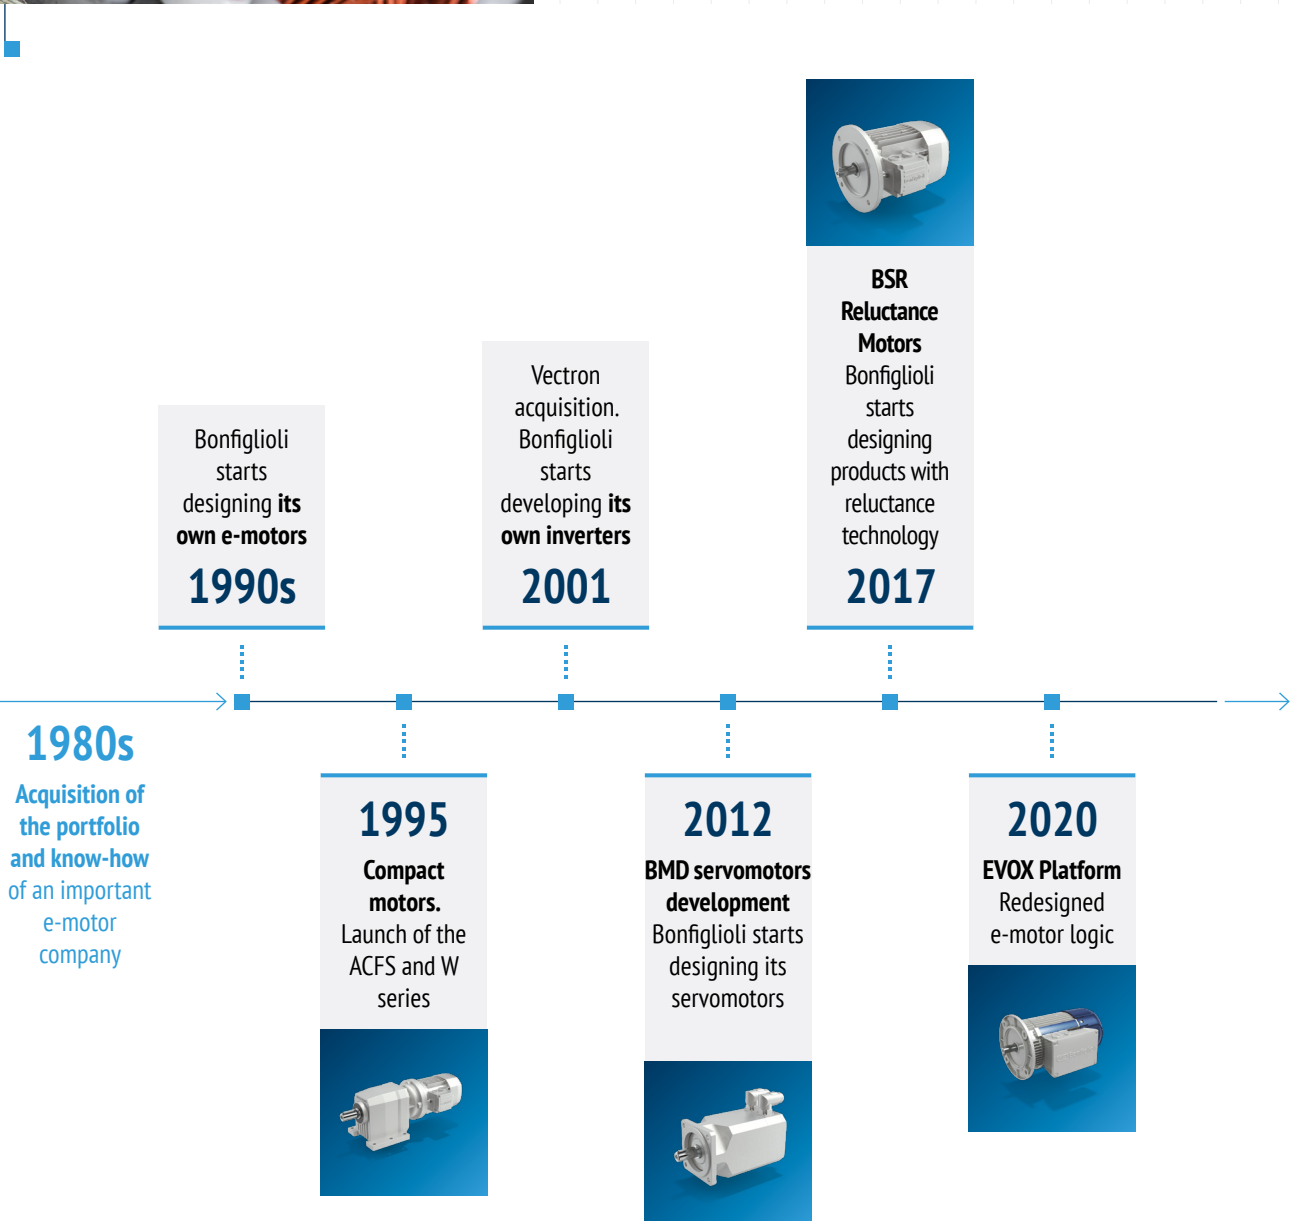 1980s
Acquisition of
the portfolio
and know-how
of an important
e-motor
company
Bonfiglioli
starts
designing its
own e-motors
1990s
1995
Compact
motors.
Launch of the
ACFS and W
series
Vectron
acquisition.
Bonfiglioli
starts
developing its
own inverters
2001
2012
BMD servomotors
development
Bonfiglioli starts
designing its
servomotors
BSR
Reluctance
Motors
Bonfiglioli
starts
designing
products with
reluctance
technology
2017
2020
EVOX Platform
Redesigned
e-motor logic